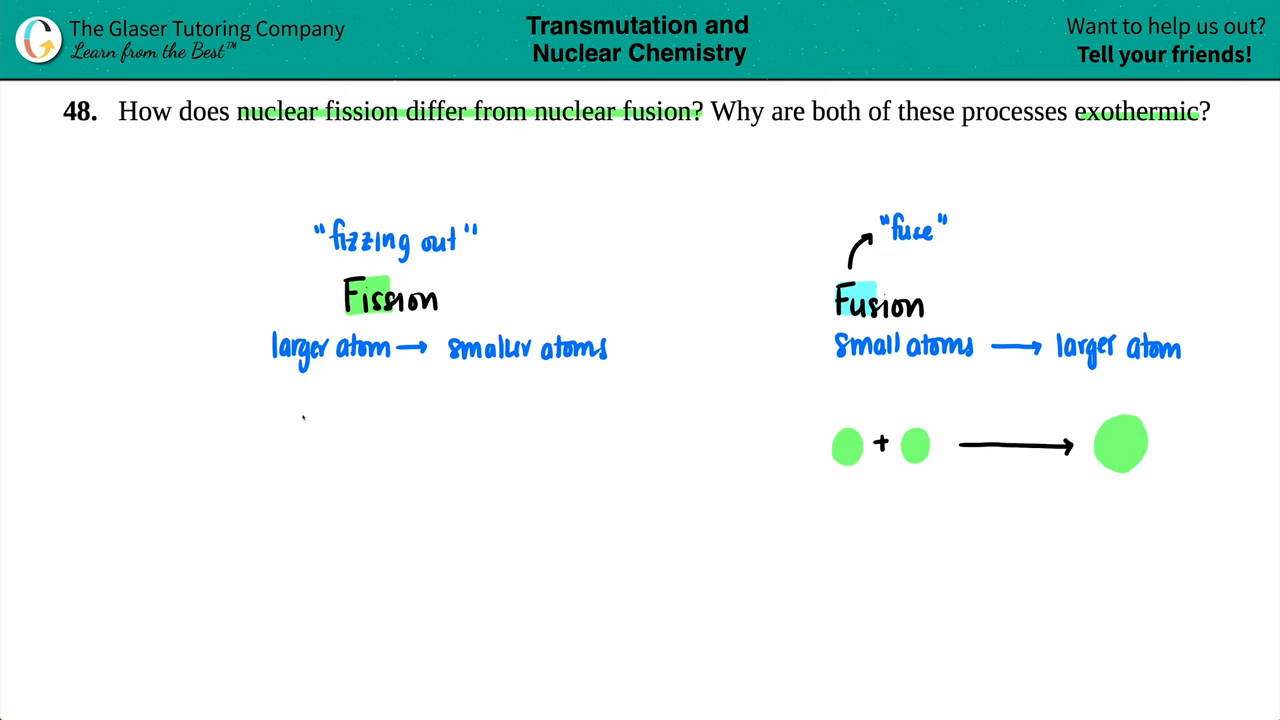 The Glaser Tutoring Company
Learn from the Best™
Transmutation and
Nuclear Chemistry
Want to help us out?
Tell your friends!
48. How does nuclear fission differ from nuclear fusion? Why are both of these processes exothermic?
"fizzing out"
Fission
larger atom → smaller atoms
"fuse"
Fusion
small atoms → larger atom
+ →